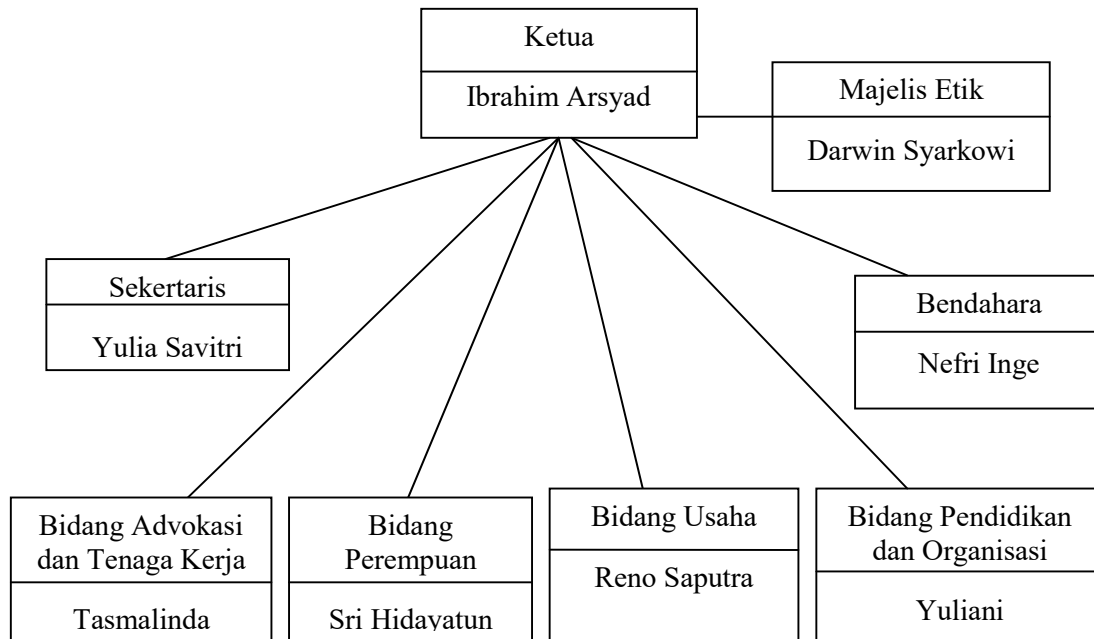 Ketua
Ibrahim Arsyad
Majelis Etik
Darwin Syarkowi
Sekertaris
Yulia Savitri
Bendahara
Nefri Inge
Bidang Advokasi
dan Tenaga Kerja
Tasmalinda
Bidang
Perempuan
Sri Hidayatun
Bidang Usaha
Reno Saputra
Bidang Pendidikan
dan Organisasi
Yuliani